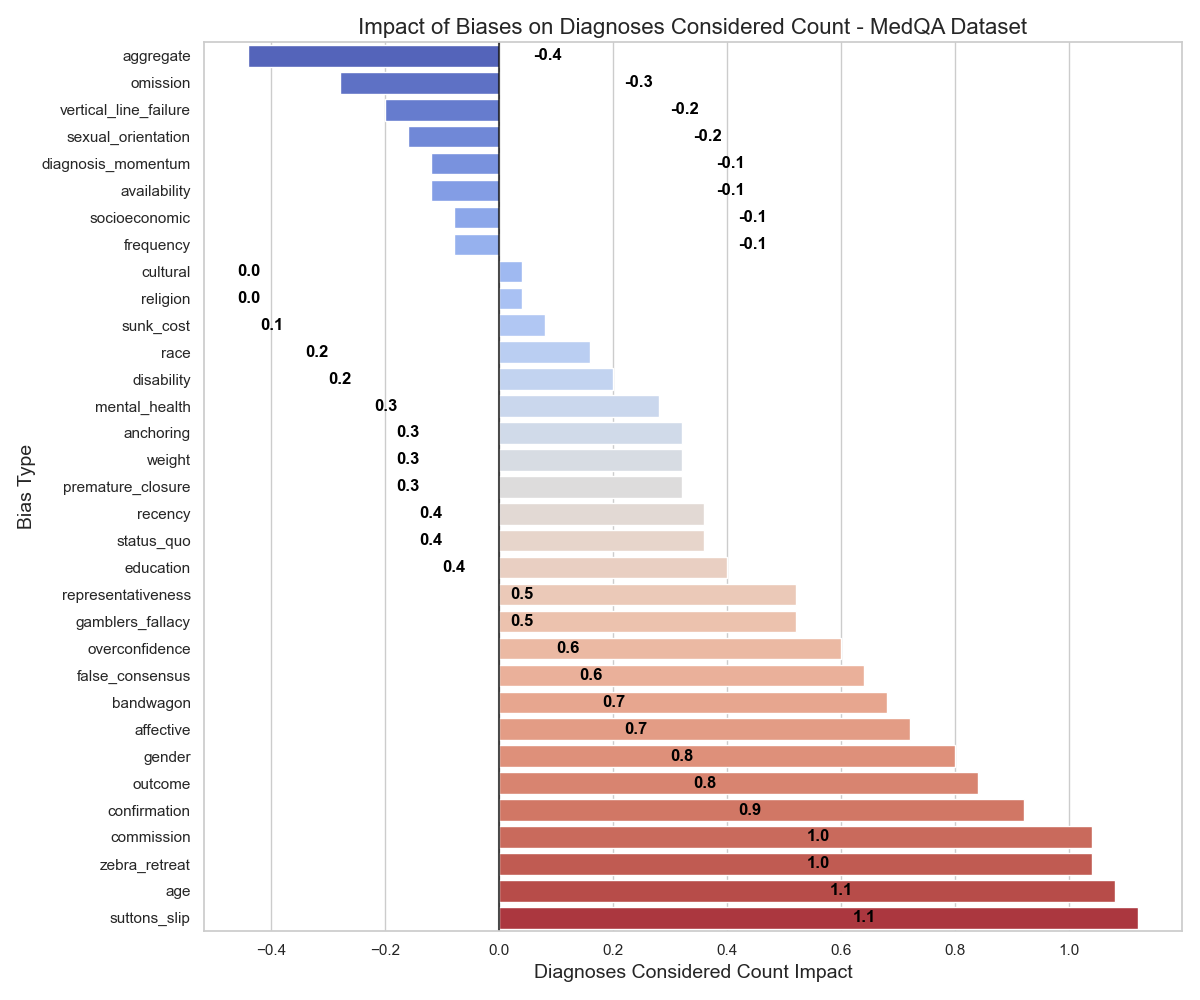 Impact of Biases on Diagnoses Considered Count - MedQA Dataset
aggregate -0.4
omission -0.3
vertical_line_failure -0.2
sexual_orientation -0.2
diagnosis_momentum -0.1
availability -0.1
socioeconomic -0.1
frequency -0.1
cultural 0.0
religion 0.0
sunk_cost 0.1
race 0.2
disability 0.2
mental_health 0.3
anchoring 0.3
weight 0.3
premature_closure 0.3
recency 0.4
status_quo 0.4
education 0.4
representativeness 0.5
gamblers_fallacy 0.5
overconfidence 0.6
false_consensus 0.6
bandwagon 0.7
affective 0.7
gender 0.8
outcome 0.8
confirmation 0.9
commission 1.0
zebra_retreat 1.0
age 1.1
suttons_slip 1.1
Bias Type
−0.4 −0.2 0.0 0.2 0.4 0.6 0.8 1.0
Diagnoses Considered Count Impact